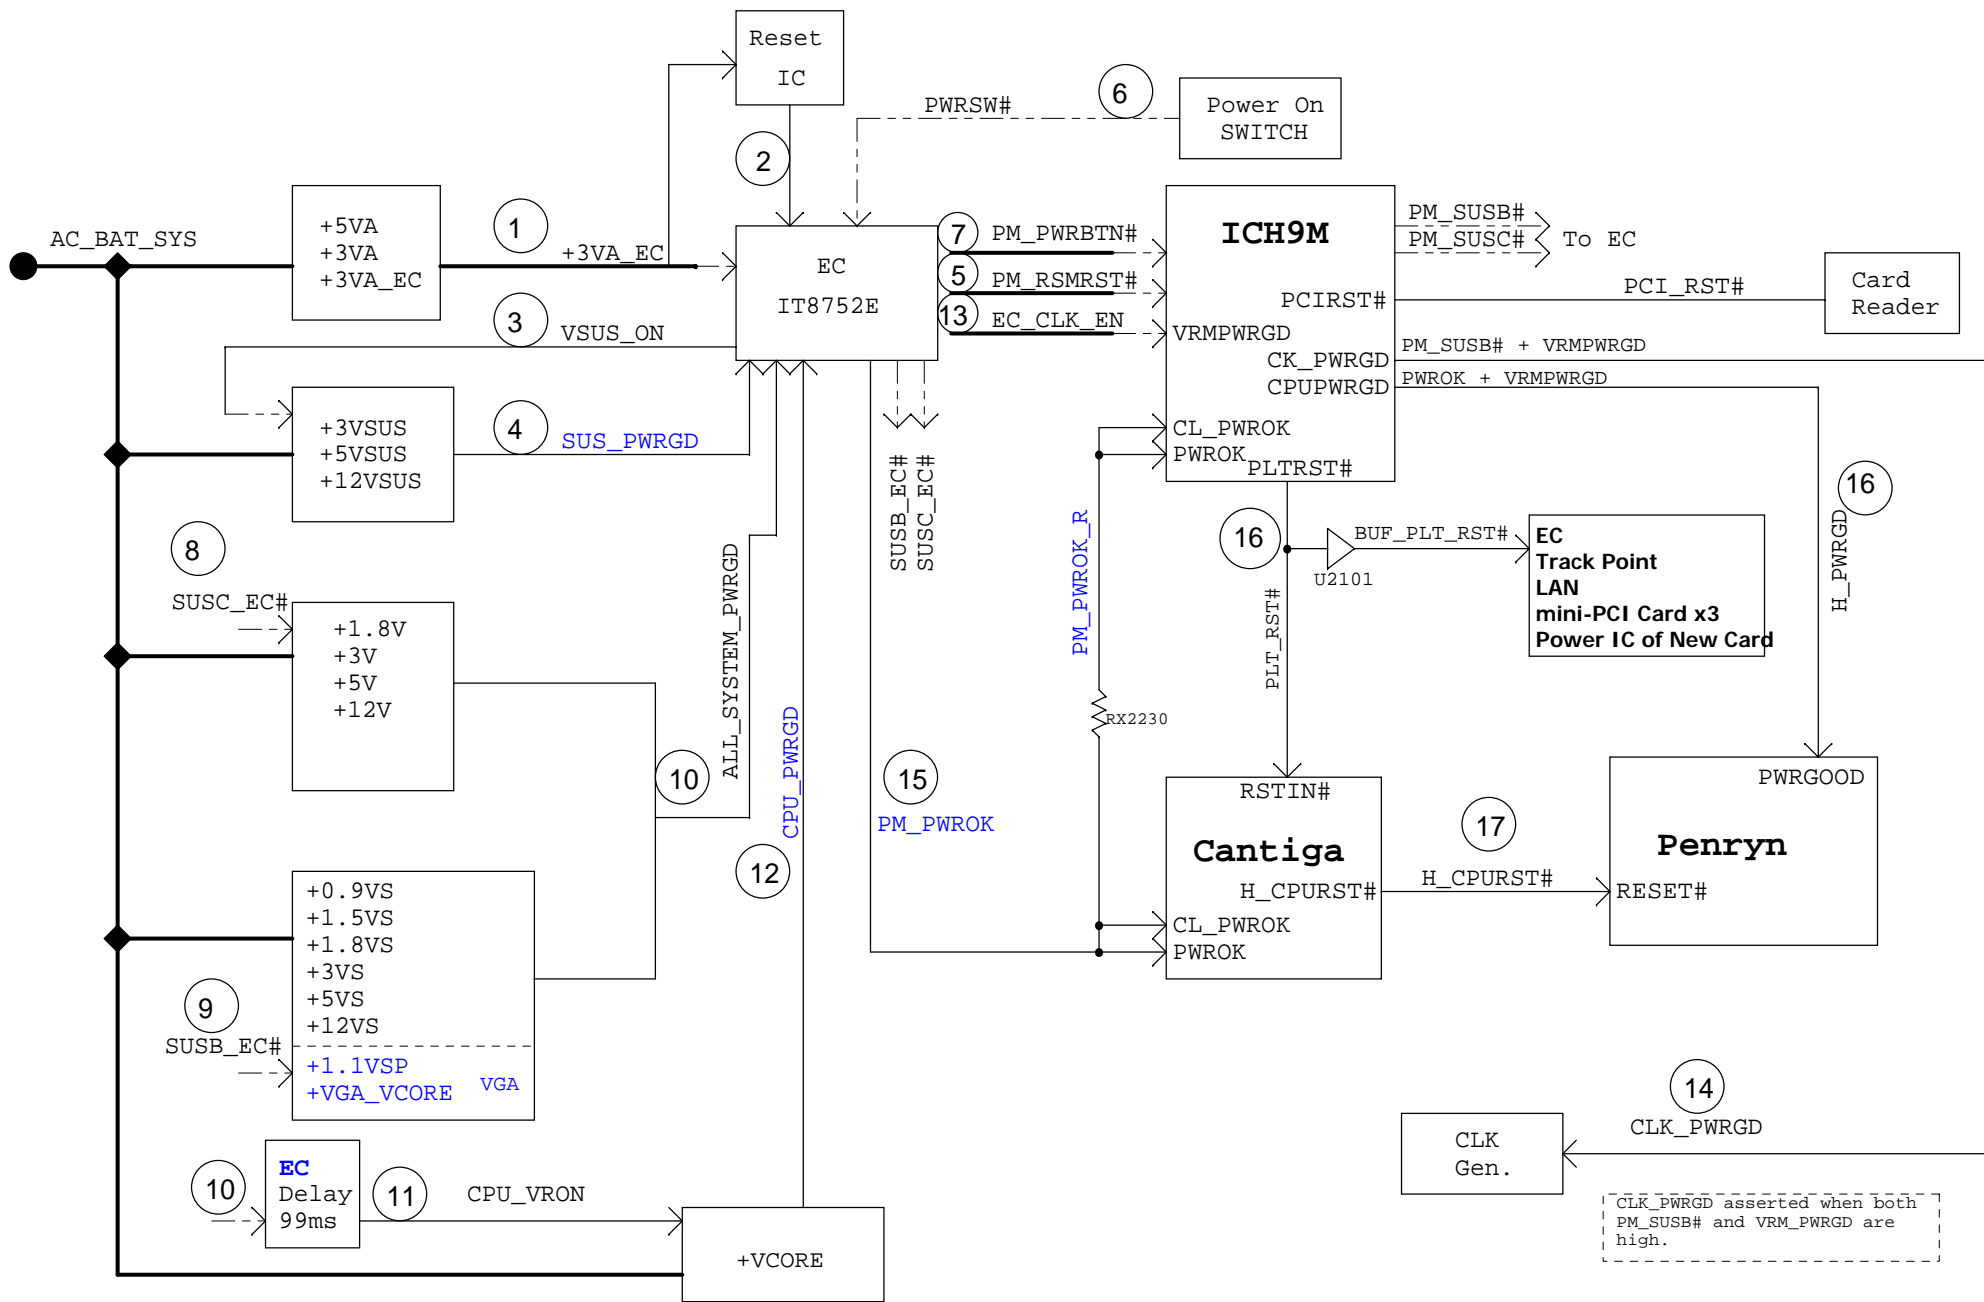 Reset
IC
2
PWRSW#
6
Power On
SWITCH
AC_BAT_SYS
+5VA
+3VA
+3VA_EC
1
+3VA_EC
EC
IT8752E
3
VSUS_ON
7
PM_PWRBTN#
5
PM_RSMRST#
13
EC_CLK_EN
ICH9M
PCIRST#
VRMPWRGD
CK_PWRGD
CPUPWRGD
CL_PWROK
PWROK
PLTRST#
PM_SUSB#
PM_SUSC#
To EC
PCI_RST#
Card
Reader
PM_SUSB# + VRMPWRGD
PWROK + VRMPWRGD
+3VSUS
+5VSUS
+12VSUS
4
SUS_PWRGD
SUSB_EC#
SUSC_EC#
PM_PWROK_R
RX2230
16
PLT_RST#
U2101
BUF_PLT_RST#
EC
Track Point
LAN
mini-PCI Card x3
Power IC of New Card
16
H_PWRGD
8
SUSC_EC#
+1.8V
+3V
+5V
+12V
10
ALL_SYSTEM_PWRGD
CPU_PWRGD
12
15
PM_PWROK
RSTIN#
Cantiga
H_CPURST#
CL_PWROK
PWROK
17
H_CPURST#
PWRGOOD
Penryn
RESET#
+0.9VS
+1.5VS
+1.8VS
+3VS
+5VS
+12VS
+1.1VSP
+VGA_VCORE
VGA
9
SUSB_EC#
10
EC
Delay
99ms
11
CPU_VRON
+VCORE
14
CLK_PWRGD
CLK
Gen.
CLK_PWRGD asserted when both
PM_SUSB# and VRM_PWRGD are
high.